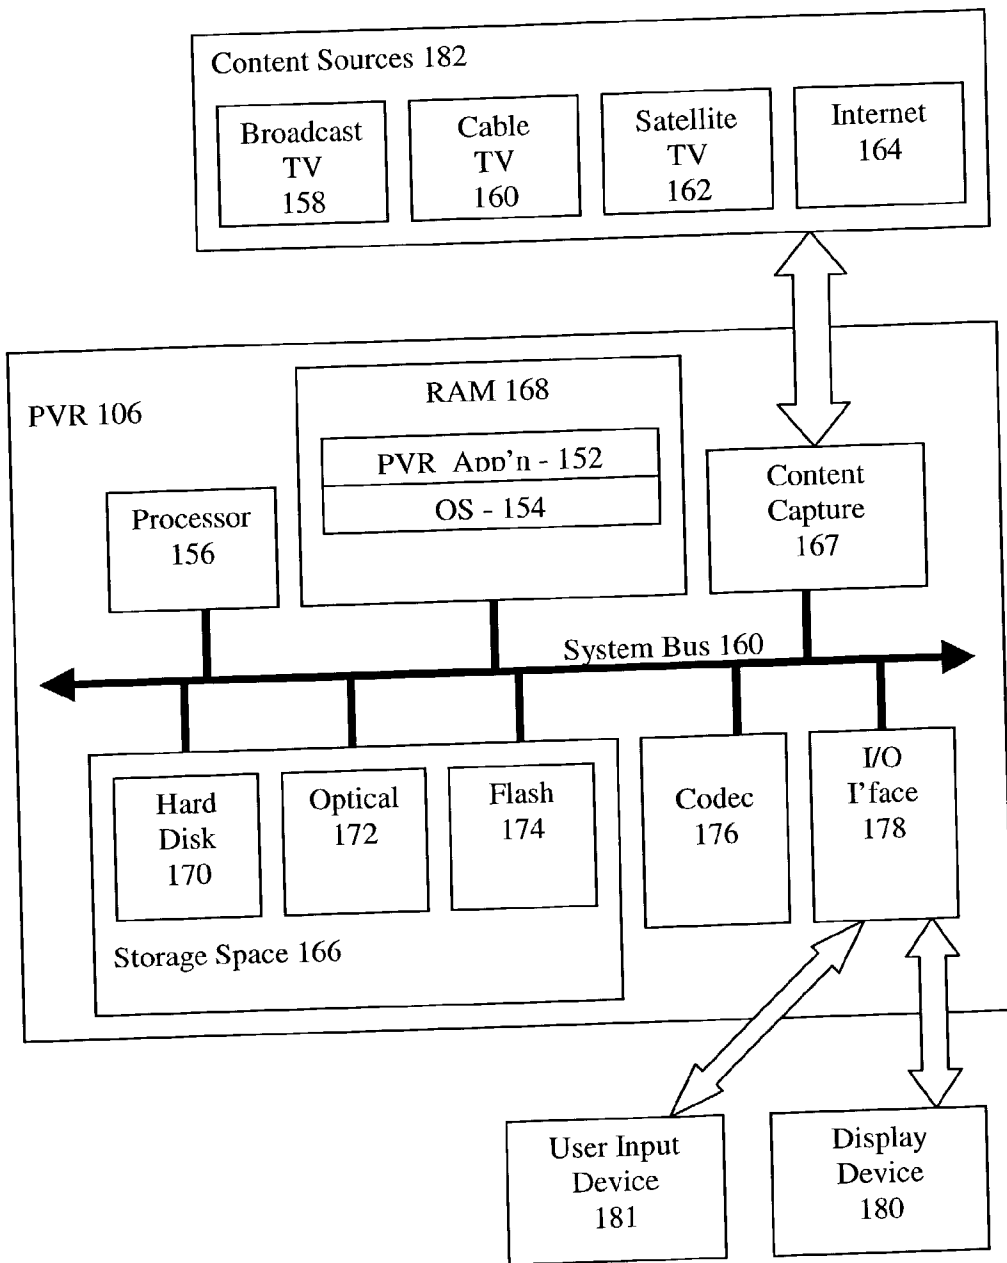 Content Sources 182
Broadcast
TV
158
Cable
TV
160
Satellite
TV
162
Internet
164
PVR 106
RAM 168
PVR App'n - 152
OS - 154
Processor
156
Content
Capture
167
System Bus 160
Hard
Disk
170
Optical
172
Flash
174
Storage Space 166
Codec
176
I/O
I'face
178
User Input
Device
181
Display
Device
180